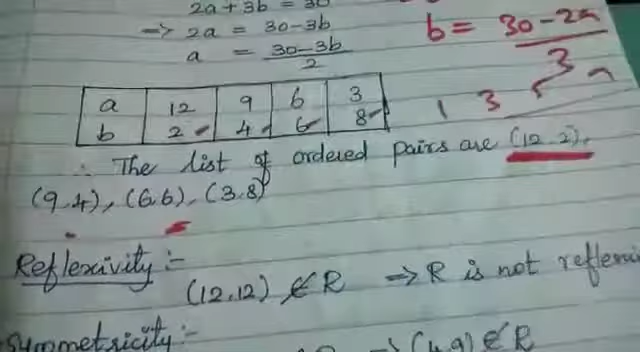 2a + 3b = 30
=> 2a = 30-3b
a = 30-3b / 2
b = 30-2a / 3
a 12 9 6 3
b 2 4 6 8
1 3 5
∴ The list of ordered pairs are (12,2),
(9,4), (6,6), (3,8)
Reflexivity :-
(12,12) ∉ R => R is not
Symmetricity :-
=> (4,9) ∉ R